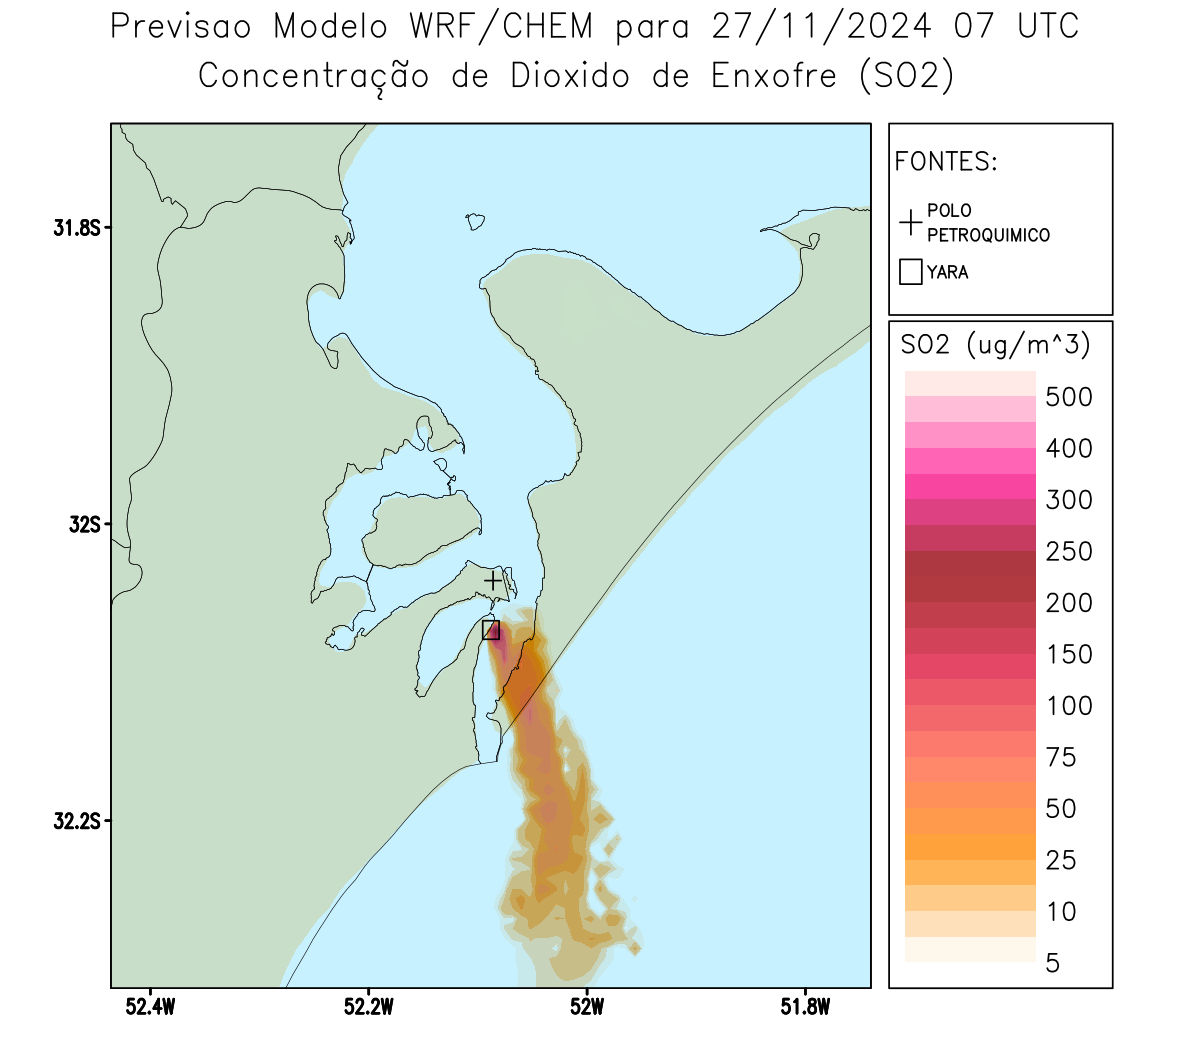 Previsao Modelo WRF/CHEM para 27/11/2024 07 UTC
Concentração de Dioxido de Enxofre (SO2)
FONTES:
POLO
PETROQUIMICO
YARA
SO2 (ug/m^3)
500
400
300
250
200
150
100
75
50
25
10
5
31.8S
32S
32.2S
52.4W
52.2W
52W
51.8W